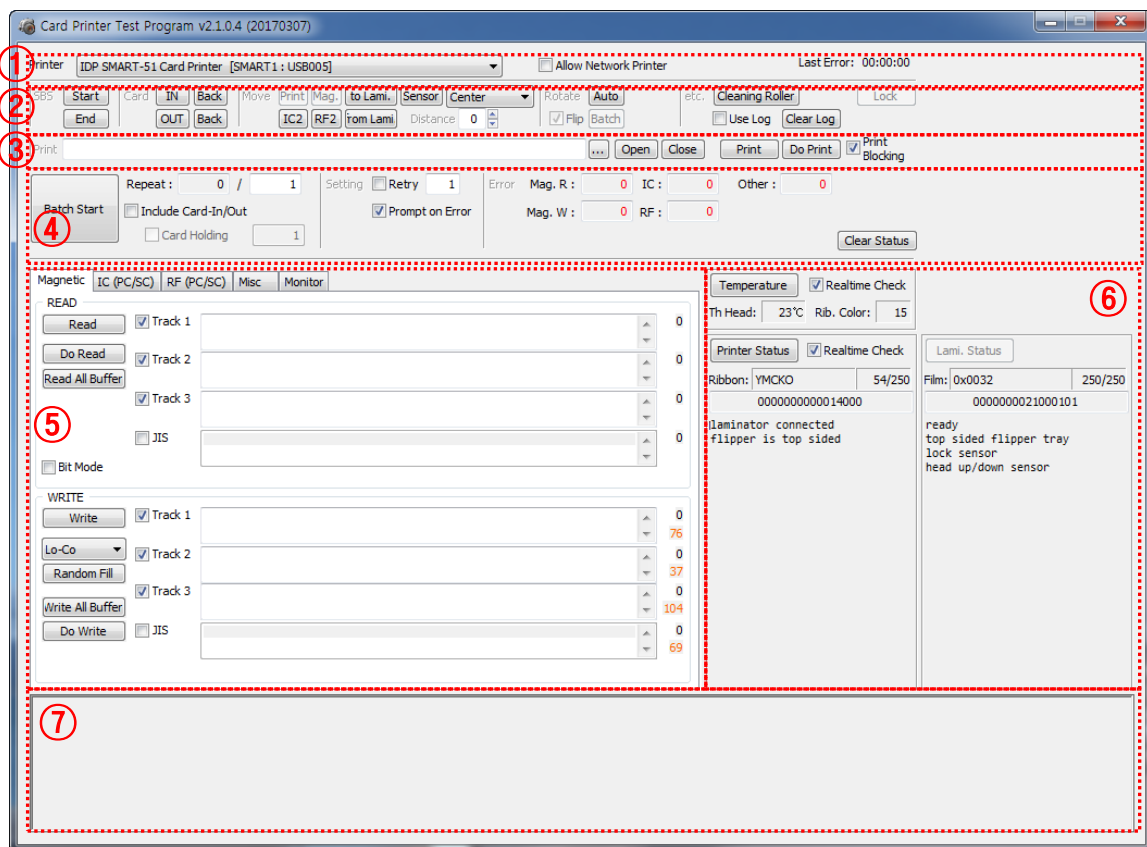 Card Printer Test Program v2.1.0.4 (20170307)
① Printer IDP SMART-51 Card Printer [SMART1 : USB005] Allow Network Printer Last Error: 00:00:00
② SBS Start Card IN Back Move Print Mag. to Lami. Sensor Center Rotate Auto etc. Cleaning Roller Lock
End OUT Back IC2 RF2 from Lami Distance 0 Flip Batch Use Log Clear Log
③ Print ... Open Close Print Do Print Print Blocking
④ Batch Start Repeat : 0 / 1 Setting Retry 1 Error Mag. R : 0 IC : 0 Other : 0
Include Card-In/Out Prompt on Error Mag. W : 0 RF : 0
Card Holding 1 Clear Status
⑤ Magnetic IC (PC/SC) RF (PC/SC) Misc Monitor
READ
Read Track 1 0
Do Read Track 2 0
Read All Buffer
Track 3 0
JIS 0
Bit Mode
WRITE
Write Track 1 0
76
Lo-Co Track 2 0
Random Fill 37
Track 3 0
Write All Buffer 104
Do Write JIS 0
69
⑥ Temperature Realtime Check
Th Head: 23℃ Rib. Color: 15
Printer Status Realtime Check
Ribbon: YMCKO 54/250
0000000000014000
laminator connected
flipper is top sided
Lami. Status
Film: 0x0032 250/250
0000000021000101
ready
top sided flipper tray
lock sensor
head up/down sensor
⑦